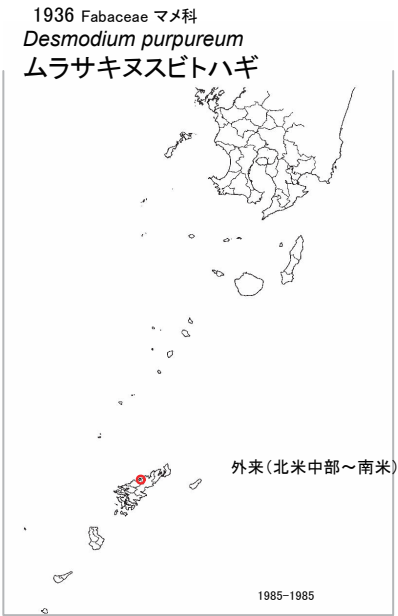 1936 Fabaceae マメ科
Desmodium purpureum
ムラサキヌスビトハギ
外来(北米中部～南米)
1985-1985